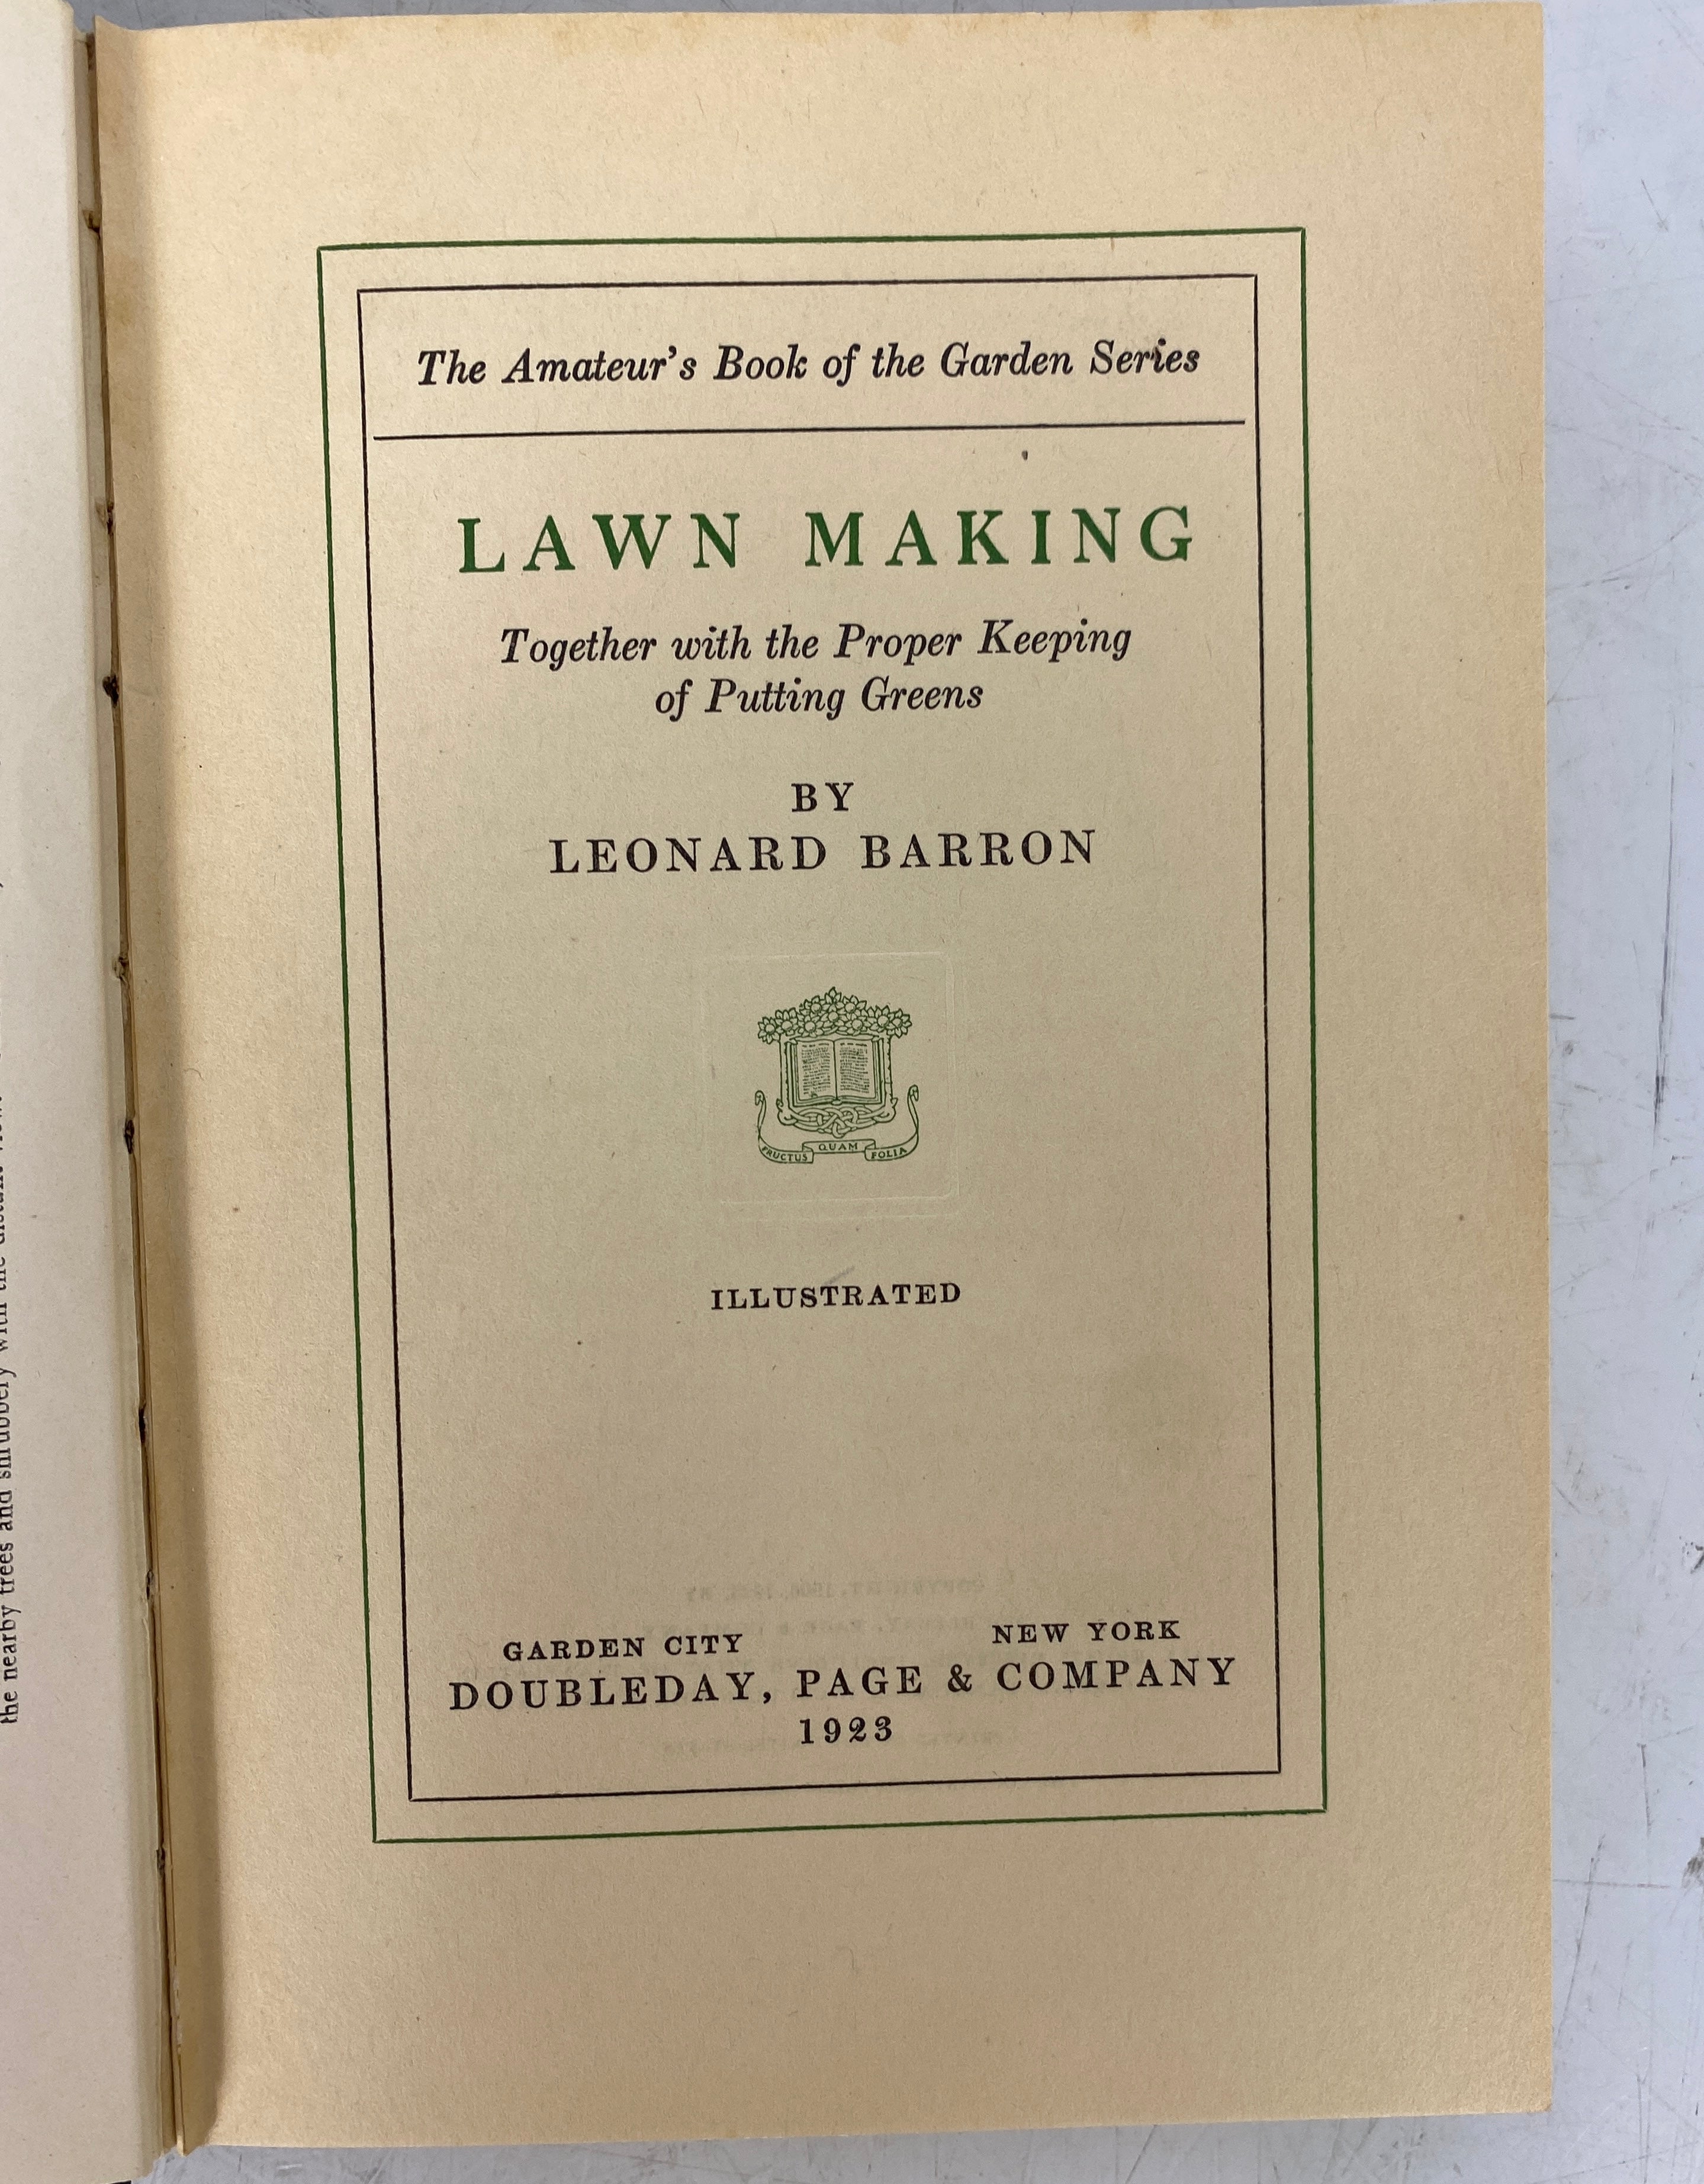 The Amateur's Book of the Garden Series
LAWN MAKING
Together with the Proper Keeping
of Putting Greens
BY
LEONARD BARRON
FRUCTUS QUAM FOLIA
ILLUSTRATED
GARDEN CITY NEW YORK
DOUBLEDAY, PAGE & COMPANY
1923
the nearby trees and shrubbery with the distant